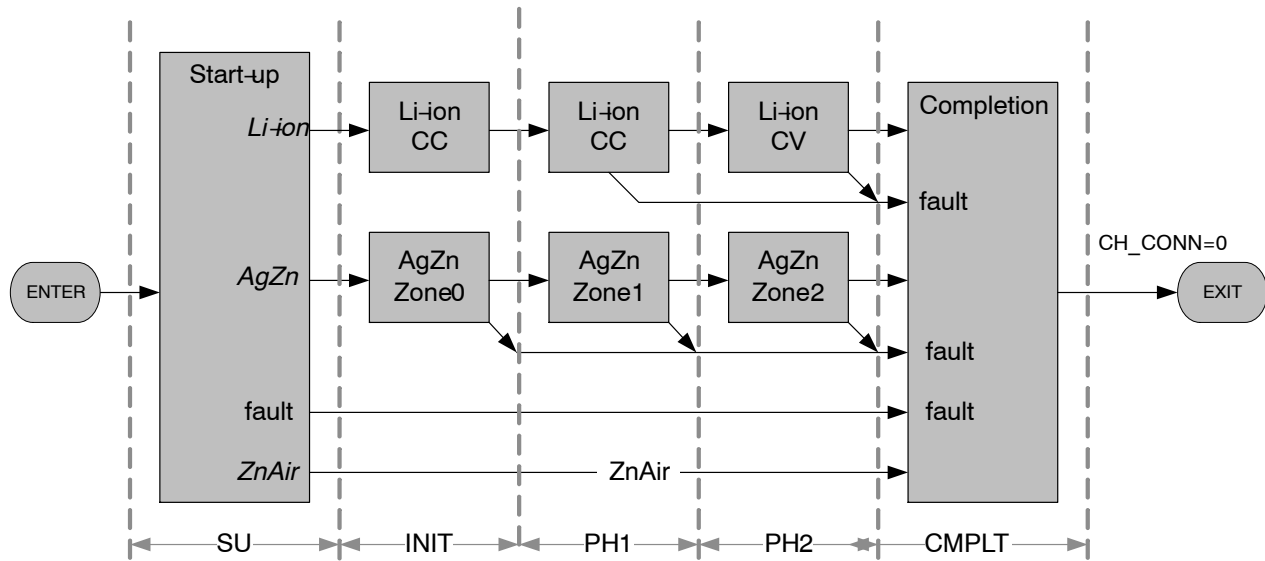 Start-up
Li-ion
AgZn
fault
ZnAir
ENTER
Li-ion
CC
Li-ion
CC
Li-ion
CV
AgZn
Zone0
AgZn
Zone1
AgZn
Zone2
ZnAir
Completion
fault
fault
fault
CH_CONN=0
EXIT
SU
INIT
PH1
PH2
CMPLT